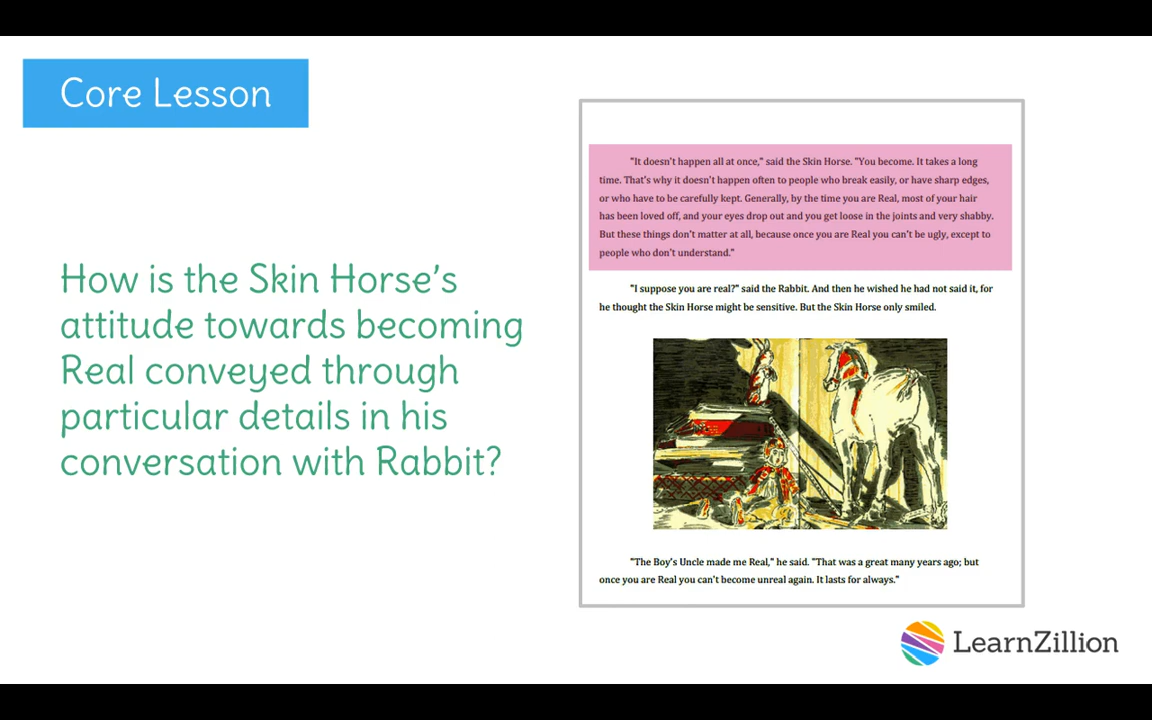 Core Lesson
How is the Skin Horse's
attitude towards becoming
Real conveyed through
particular details in his
conversation with Rabbit?
"It doesn't happen all at once," said the Skin Horse. "You become. It takes a long
time. That's why it doesn't happen often to people who break easily, or have sharp edges,
or who have to be carefully kept. Generally, by the time you are Real, most of your hair
has been loved off, and your eyes drop out and you get loose in the joints and very shabby.
But these things don't matter at all, because once you are Real you can't be ugly, except to
people who don't understand."
"I suppose you are real?" said the Rabbit. And then he wished he had not said it, for
he thought the Skin Horse might be sensitive. But the Skin Horse only smiled.
"The Boy's Uncle made me Real," he said. "That was a great many years ago; but
once you are Real you can't become unreal again. It lasts for always."
LearnZillion